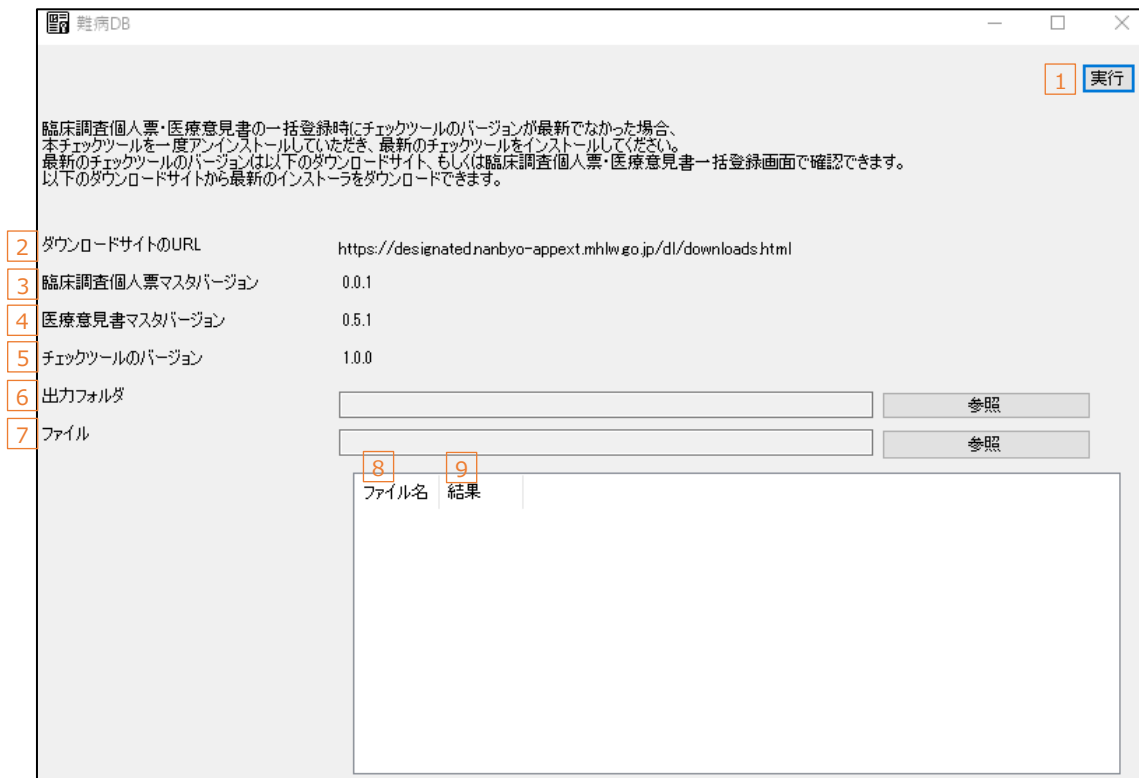 難病DB
1 実行
臨床調査個人票・医療意見書の一括登録時にチェックツールのバージョンが最新でなかった場合、
本チェックツールを一度アンインストールしていただき、最新のチェックツールをインストールしてください。
最新のチェックツールのバージョンは以下のダウンロードサイト、もしくは臨床調査個人票・医療意見書一括登録画面で確認できます。
以下のダウンロードサイトから最新のインストーラをダウンロードできます。
2 ダウンロードサイトのURL https://designated.nanbyo-appext.mhlw.go.jp/dl/downloads.html
3 臨床調査個人票マスタバージョン 0.0.1
4 医療意見書マスタバージョン 0.5.1
5 チェックツールのバージョン 1.0.0
6 出力フォルダ 参照
7 ファイル 参照
8 9
ファイル名 結果